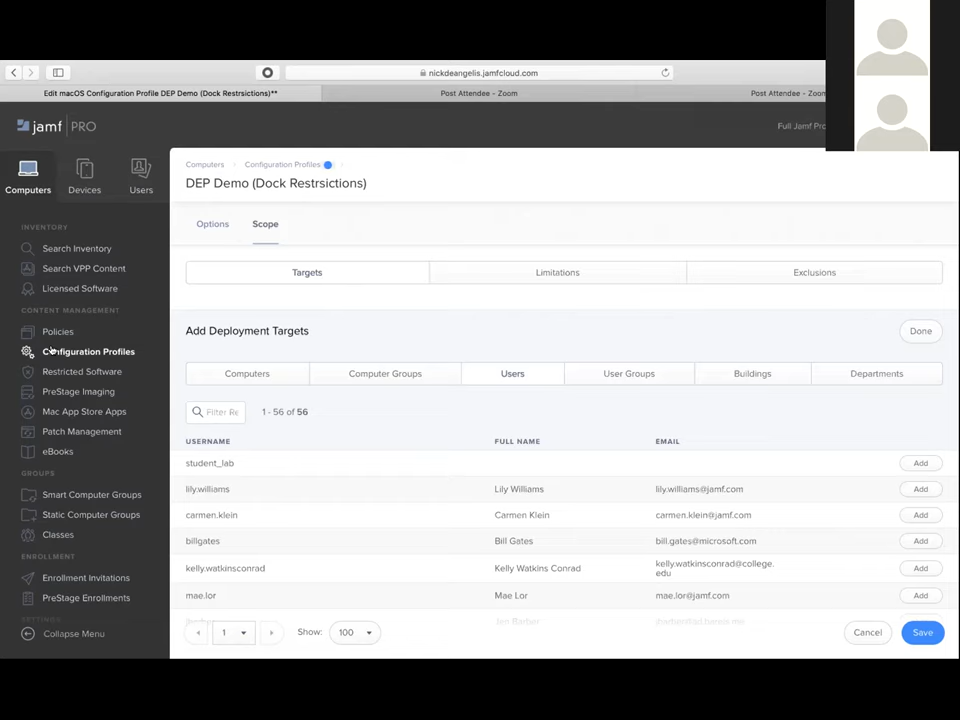 nickdeangelis.jamfcloud.com
Edit macOS Configuration Profile DEP Demo (Dock Restrsictions)**
Post Attendee - Zoom
Post Attendee - Zoom
jamf PRO
Full Jamf Pro
Computers
Devices
Users
INVENTORY
Search Inventory
Search VPP Content
Licensed Software
CONTENT MANAGEMENT
Policies
Configuration Profiles
Restricted Software
PreStage Imaging
Mac App Store Apps
Patch Management
eBooks
GROUPS
Smart Computer Groups
Static Computer Groups
Classes
ENROLLMENT
Enrollment Invitations
PreStage Enrollments
SETTINGS
Collapse Menu
Computers
Configuration Profiles
DEP Demo (Dock Restrsictions)
Options
Scope
Targets
Limitations
Exclusions
Add Deployment Targets
Done
Computers
Computer Groups
Users
User Groups
Buildings
Departments
Filter Re
1 - 56 of 56
USERNAME FULL NAME EMAIL
student_lab Add
lily.williams Lily Williams lily.williams@jamf.com Add
carmen.klein Carmen Klein carmen.klein@jamf.com Add
billgates Bill Gates bill.gates@microsoft.com Add
kelly.watkinsconrad Kelly Watkins Conrad kelly.watkinsconrad@college.
edu Add
mae.lor Mae Lor mae.lor@jamf.com Add
1
Show: 100
Cancel
Save